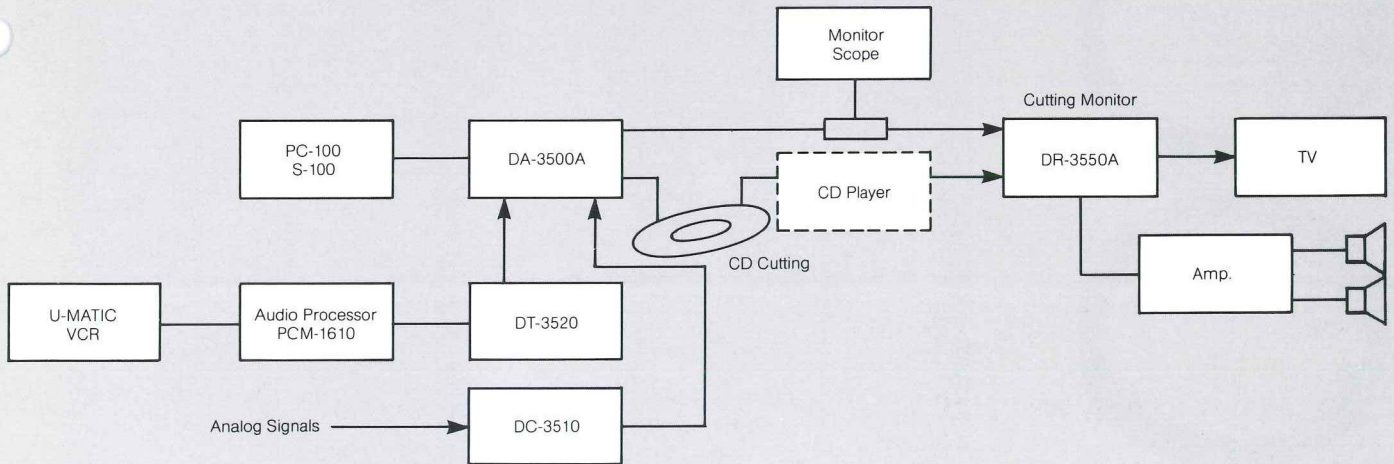 Monitor
Scope
Cutting Monitor
PC-100
S-100
DA-3500A
CD Player
DR-3550A
TV
CD Cutting
Amp.
U-MATIC
VCR
Audio Processor
PCM-1610
DT-3520
Analog Signals
DC-3510